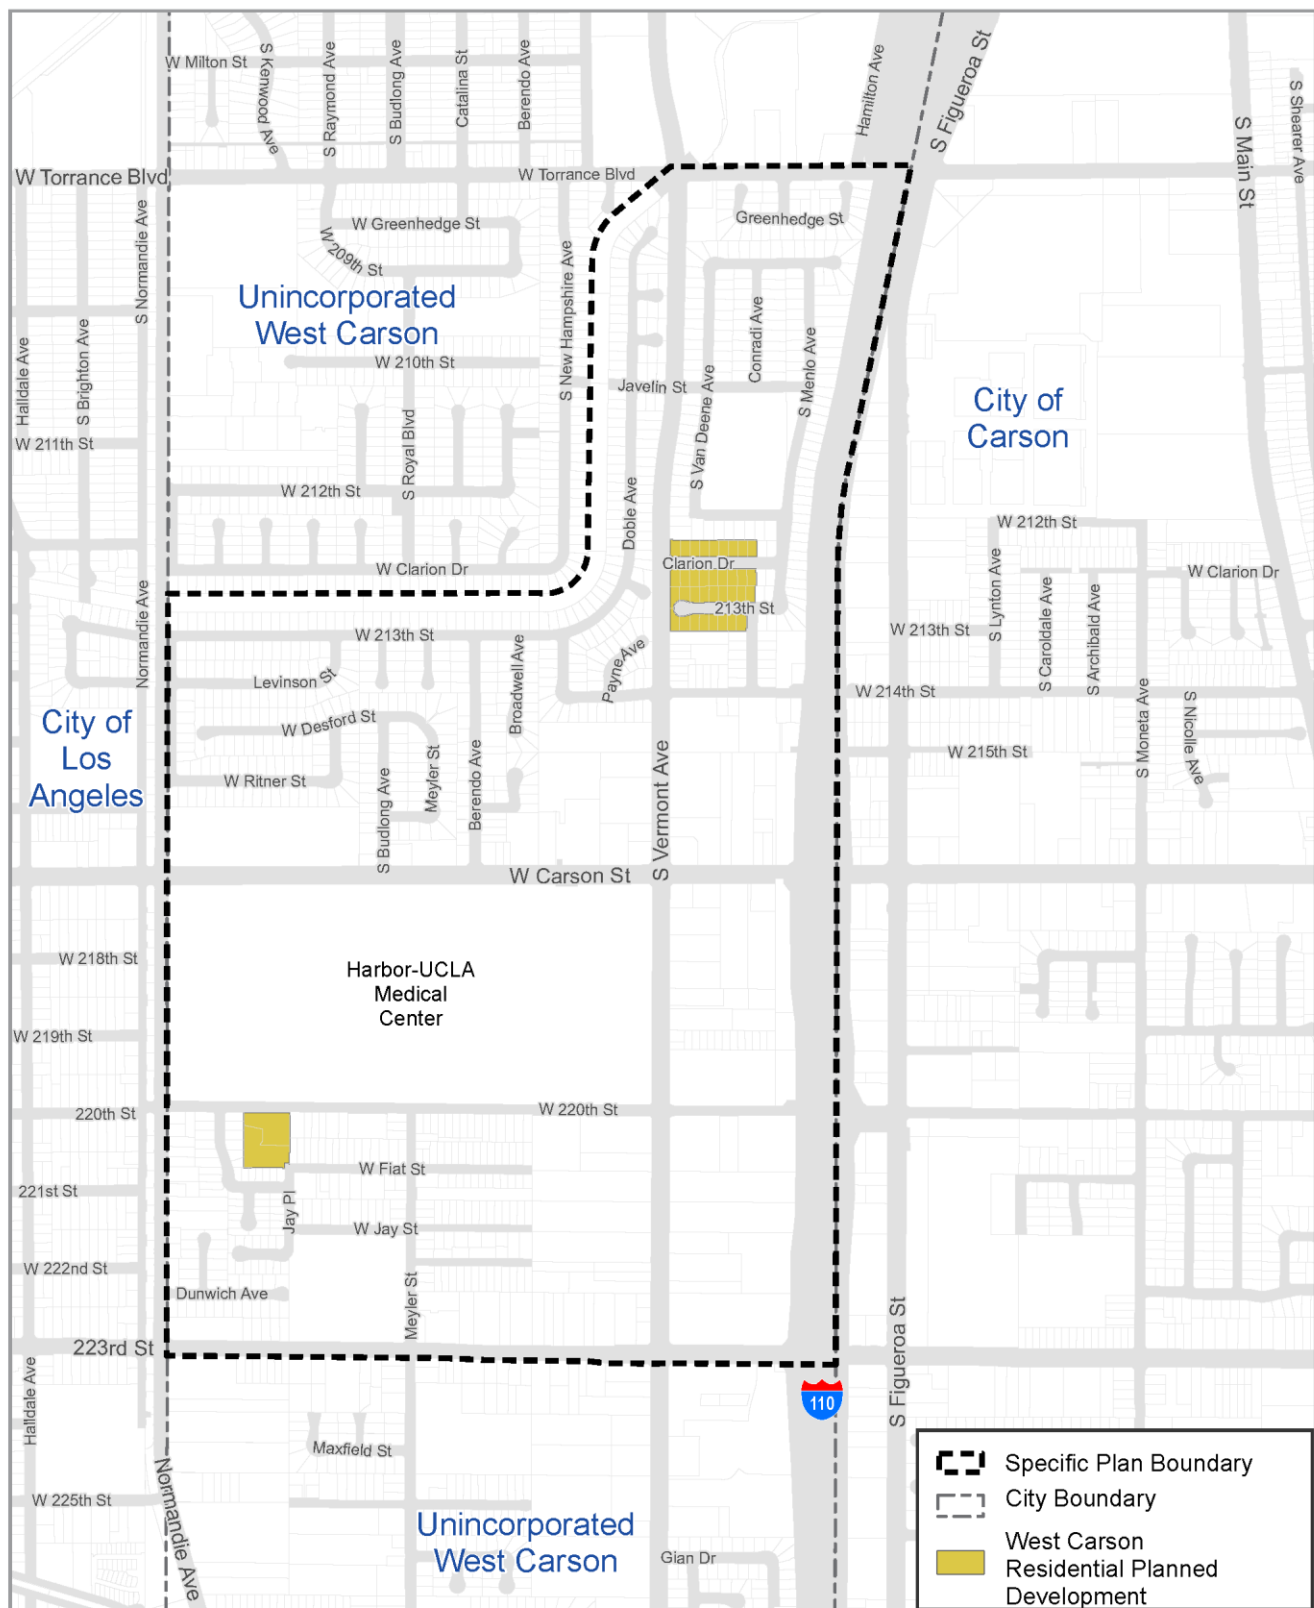 W Milton St
S Kenwood Ave
S Raymond Ave
S Budlong Ave
Catalina St
Berendo Ave
Hamilton Ave
S Figueroa St
S Main St
S Shearer Ave
W Torrance Blvd
W Torrance Blvd
S Normandie Ave
W Greenhedge St
W 209th St
Greenhedge St
Unincorporated
West Carson
S New Hampshire Ave
Halldale Ave
S Brighton Ave
W 210th St
Javelin St
Conradi Ave
S Menlo Ave
S Van Deene Ave
City of
Carson
W 211th St
S Royal Blvd
W 212th St
Doble Ave
W 212th St
W Clarion Dr
Clarion Dr
W Clarion Dr
S Lynton Ave
S Caroldale Ave
S Archibald Ave
Normandie Ave
W 213th St
213th St
W 213th St
Levinson St
Broadwell Ave
Payne Ave
W 214th St
S Moneta Ave
S Nicolle Ave
City of
Los
Angeles
W Desford St
Meyler St
W 215th St
W Ritner St
S Budlong Ave
Berendo Ave
S Vermont Ave
W Carson St
W 218th St
Harbor-UCLA
Medical
Center
W 219th St
220th St
W 220th St
W Fiat St
221st St
Jay Pl
W Jay St
W 222nd St
Dunwich Ave
Meyler St
223rd St
S Figueroa St
110
Halldale Ave
Maxfield St
W 225th St
Normandie Ave
Unincorporated
West Carson
Gian Dr
Specific Plan Boundary
City Boundary
West Carson
Residential Planned
Development